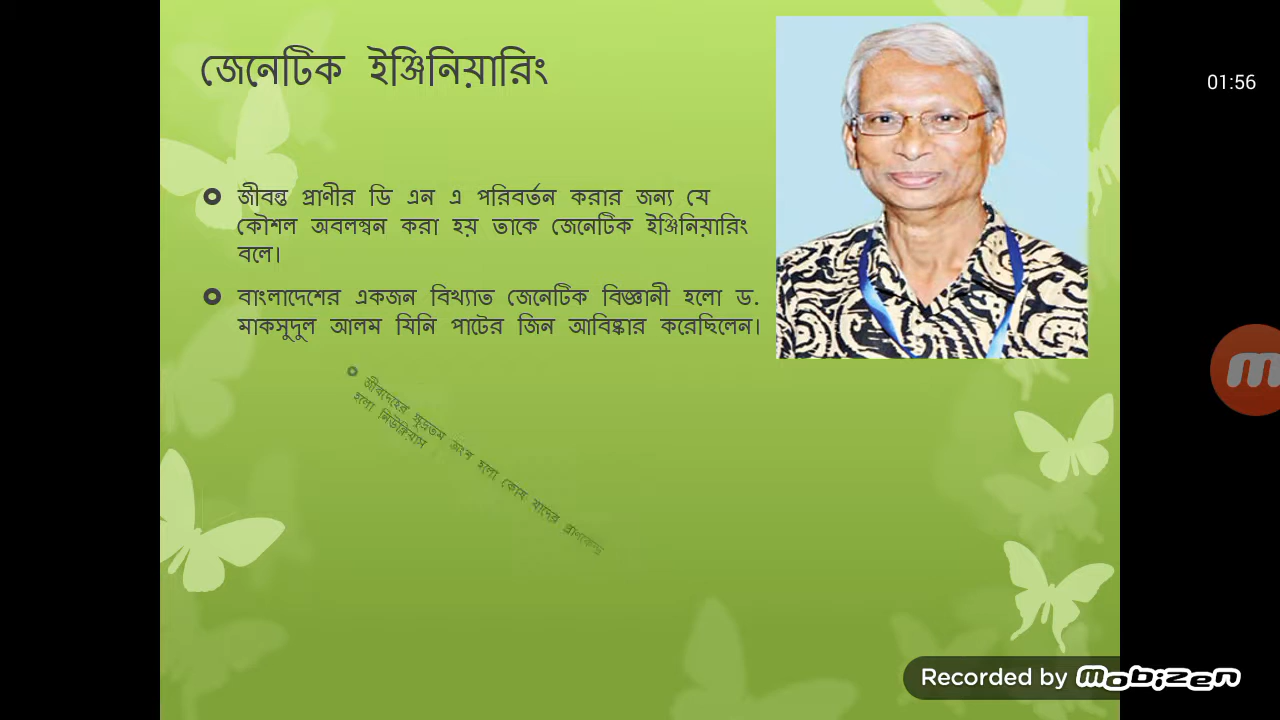 জেনেটিক ইঞ্জিনিয়ারিং
01:56
জীবন্ত প্রাণীর ডি এন এ পরিবর্তন করার জন্য যে
কৌশল অবলম্বন করা হয় তাকে জেনেটিক ইঞ্জিনিয়ারিং
বলে।
বাংলাদেশের একজন বিখ্যাত জেনেটিক বিজ্ঞানী হলো ড.
মাকসুদুল আলম যিনি পাটের জিন আবিষ্কার করেছিলেন।
জীবদেহের ক্ষুদ্রতম অংশ হলো কোষ যাদের প্রাণকেন্দ্র
হলো নিউক্লিয়াস
Recorded by mobizen